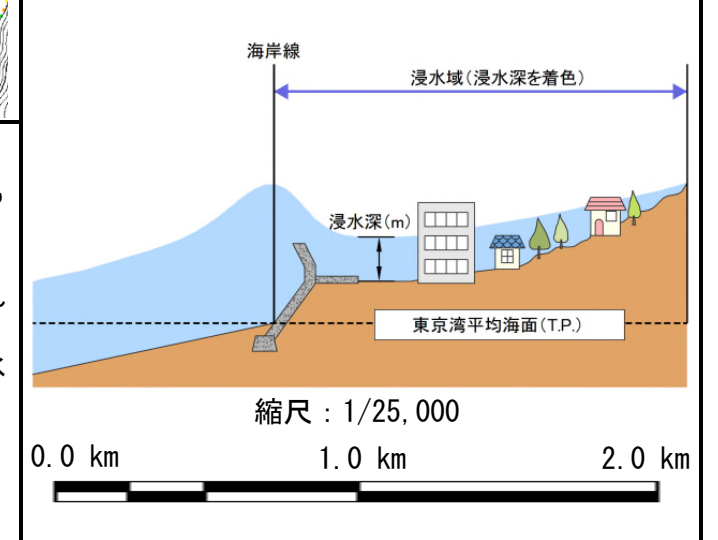 海岸線
浸水域(浸水深を着色)
浸水深(m)
東京湾平均海面(T.P.)
縮尺：1/25,000
0.0 km 1.0 km 2.0 km